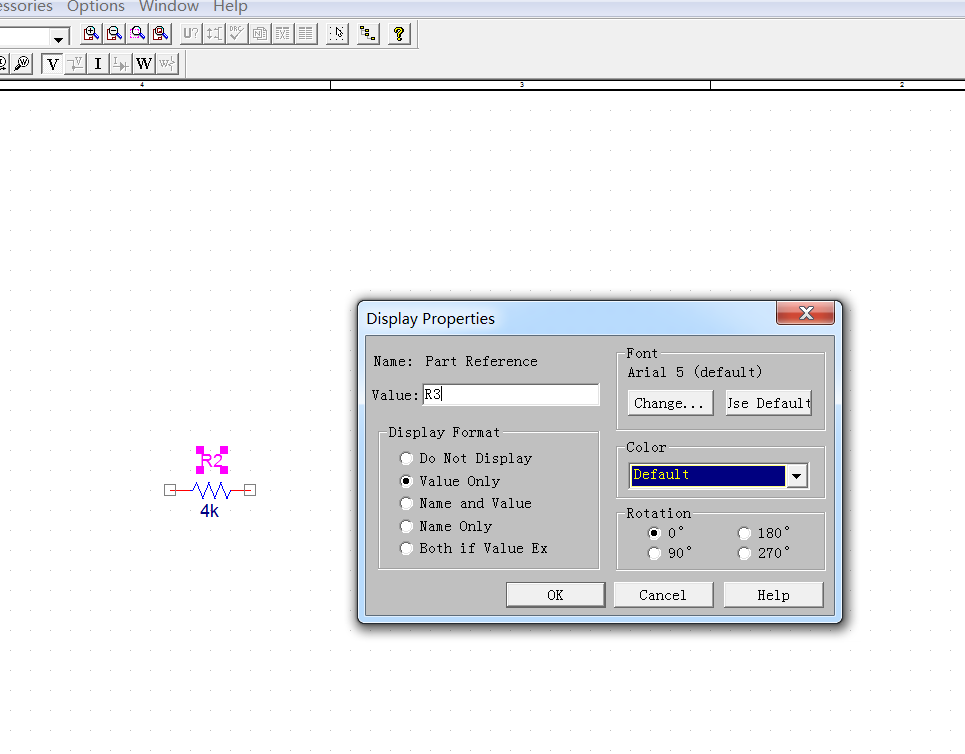 essories Options Window Help
U?
DRC
V V I I W W
4 3 2
Display Properties
Name: Part Reference
Value: R3
Display Format
Do Not Display
Value Only
Name and Value
Name Only
Both if Value Ex
Font
Arial 5 (default)
Change... Use Default
Color
Default
Rotation
0° 180°
90° 270°
OK Cancel Help
R2
4k